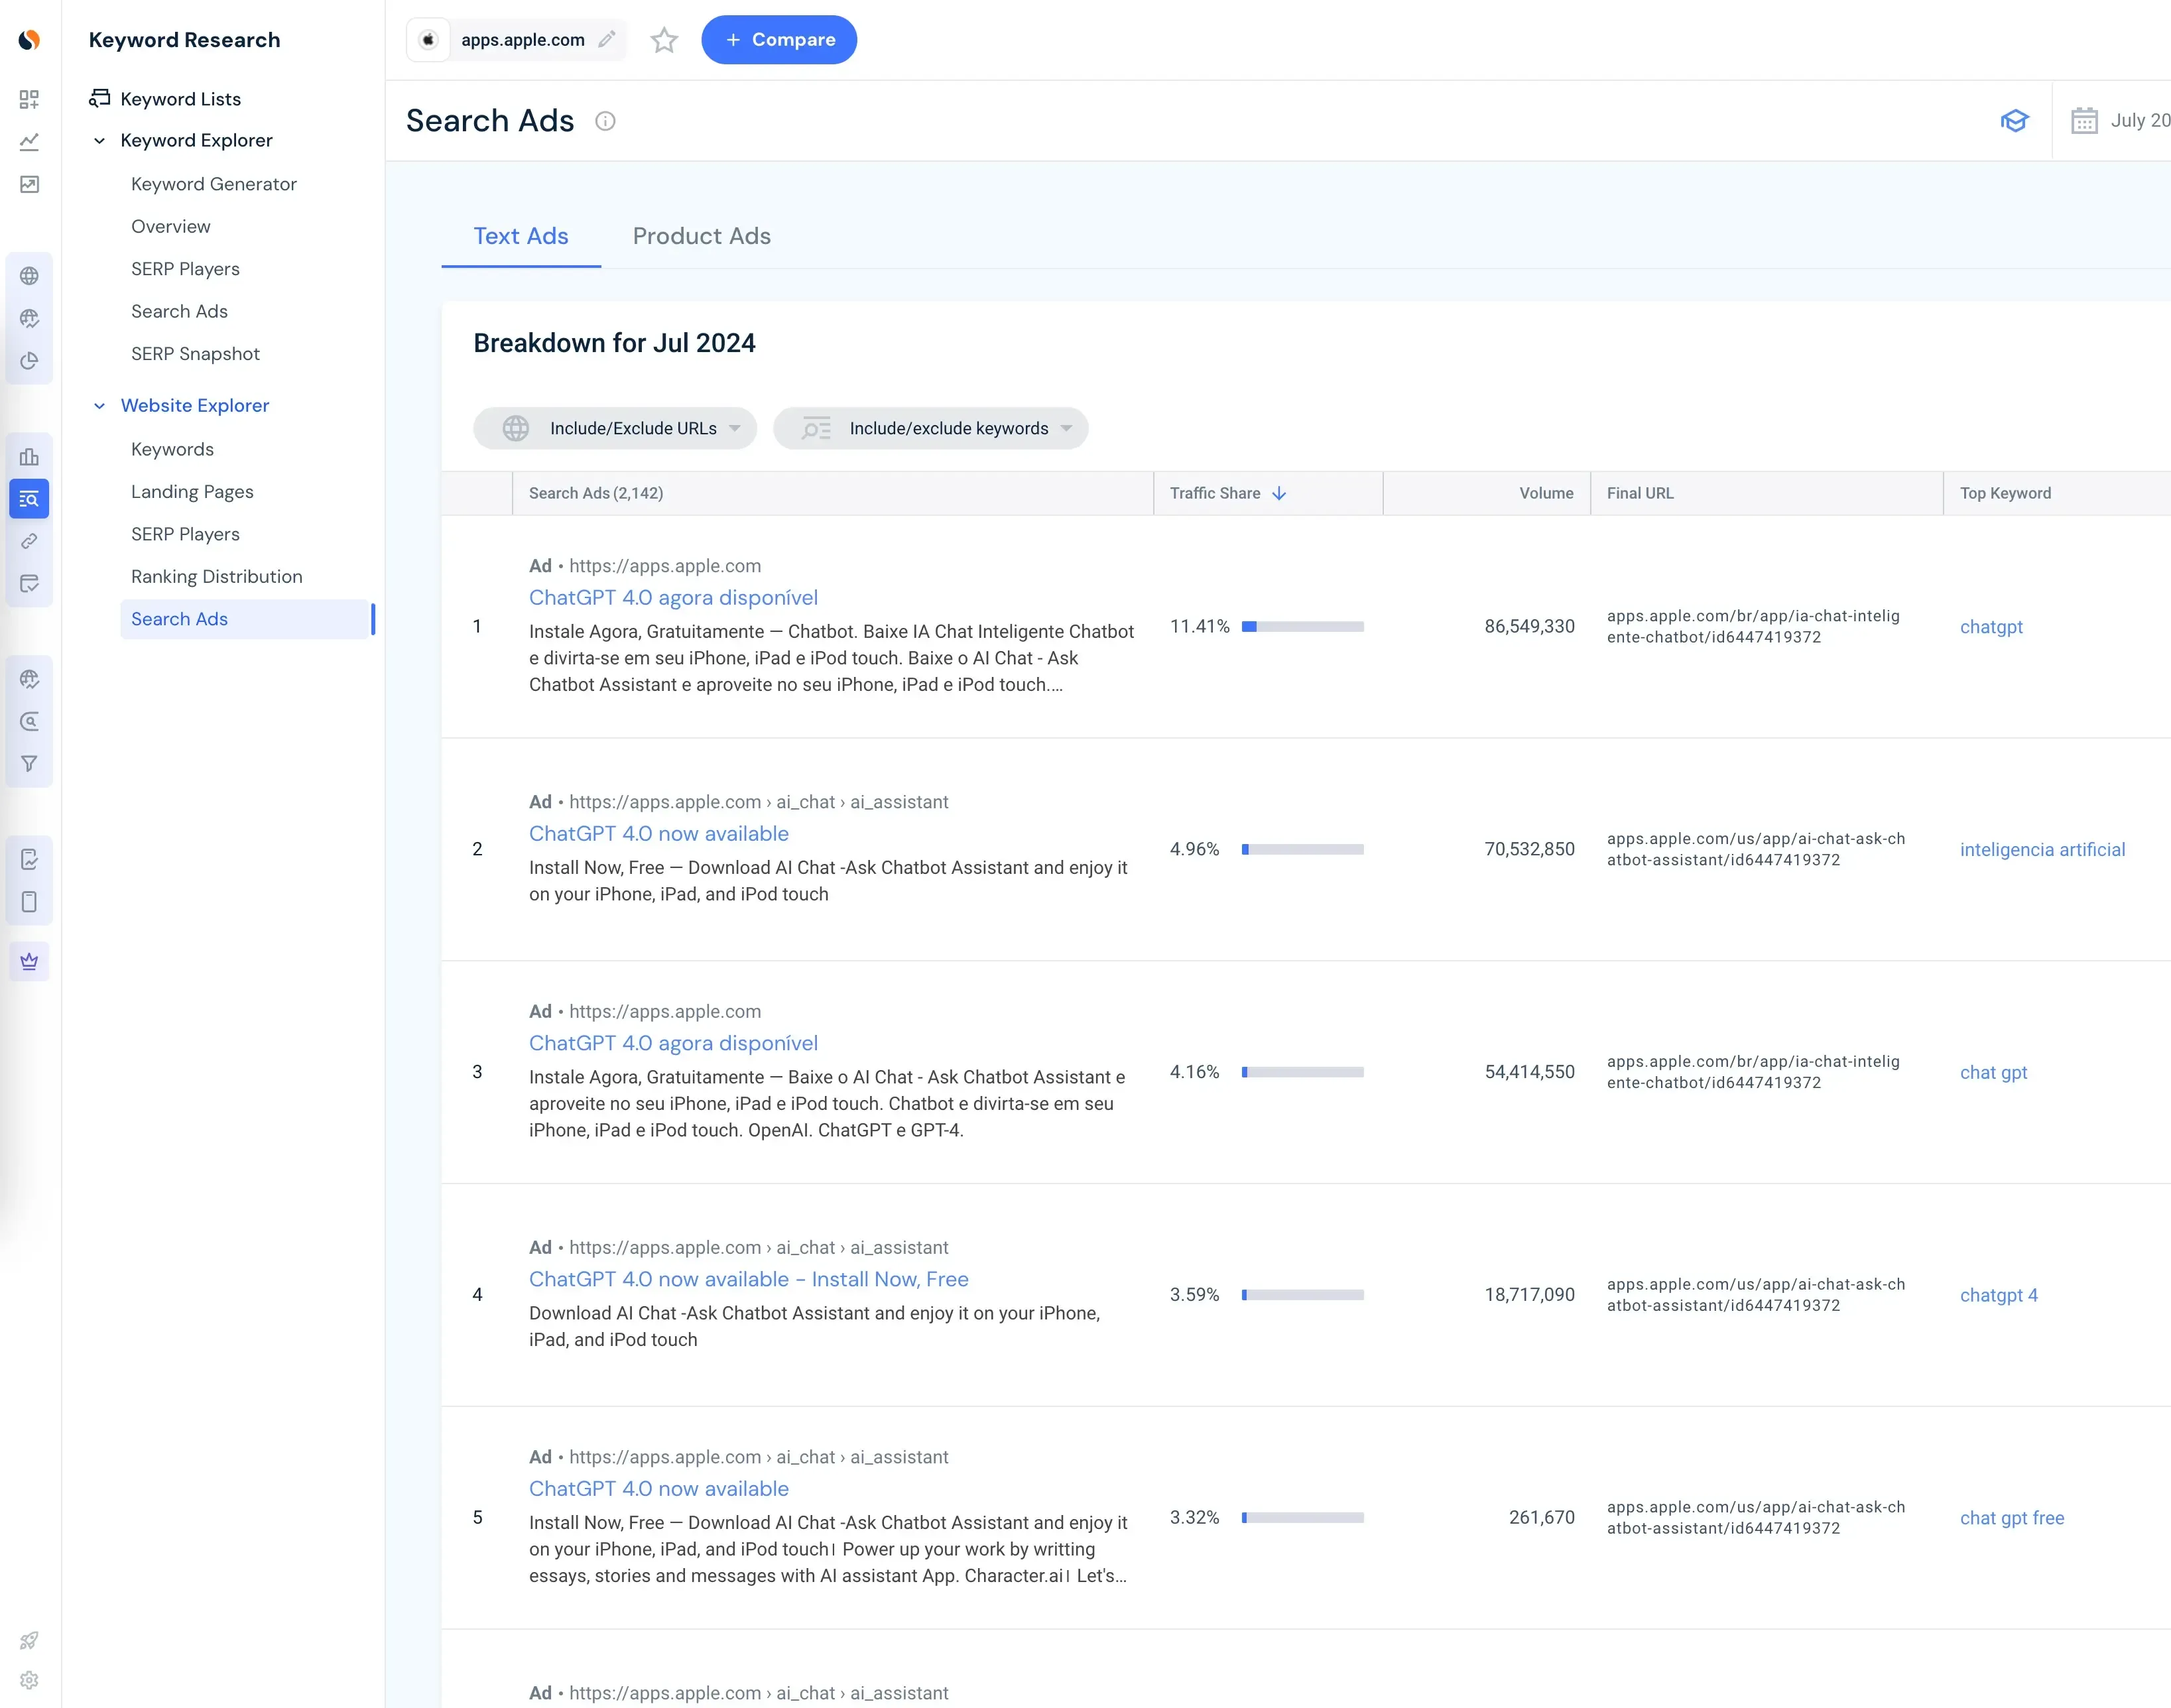 Keyword Research
Keyword Lists
Keyword Explorer
Keyword Generator
Overview
SERP Players
Search Ads
SERP Snapshot
Website Explorer
Keywords
Landing Pages
SERP Players
Ranking Distribution
Search Ads
apps.apple.com
+ Compare
Search Ads
July 20
Text Ads
Product Ads
Breakdown for Jul 2024
Include/Exclude URLs
Include/exclude keywords
Search Ads (2,142)
Traffic Share
Volume
Final URL
Top Keyword
1
Ad • https://apps.apple.com
ChatGPT 4.0 agora disponível
Instale Agora, Gratuitamente — Chatbot. Baixe IA Chat Inteligente Chatbot
e divirta-se em seu iPhone, iPad e iPod touch. Baixe o AI Chat - Ask
Chatbot Assistant e aproveite no seu iPhone, iPad e iPod touch....
11.41%
86,549,330
apps.apple.com/br/app/ia-chat-intelig
ente-chatbot/id6447419372
chatgpt
2
Ad • https://apps.apple.com › ai_chat › ai_assistant
ChatGPT 4.0 now available
Install Now, Free — Download AI Chat -Ask Chatbot Assistant and enjoy it
on your iPhone, iPad, and iPod touch
4.96%
70,532,850
apps.apple.com/us/app/ai-chat-ask-ch
atbot-assistant/id6447419372
inteligencia artificial
3
Ad • https://apps.apple.com
ChatGPT 4.0 agora disponível
Instale Agora, Gratuitamente — Baixe o AI Chat - Ask Chatbot Assistant e
aproveite no seu iPhone, iPad e iPod touch. Chatbot e divirta-se em seu
iPhone, iPad e iPod touch. OpenAI. ChatGPT e GPT-4.
4.16%
54,414,550
apps.apple.com/br/app/ia-chat-intelig
ente-chatbot/id6447419372
chat gpt
4
Ad • https://apps.apple.com › ai_chat › ai_assistant
ChatGPT 4.0 now available - Install Now, Free
Download AI Chat -Ask Chatbot Assistant and enjoy it on your iPhone,
iPad, and iPod touch
3.59%
18,717,090
apps.apple.com/us/app/ai-chat-ask-ch
atbot-assistant/id6447419372
chatgpt 4
5
Ad • https://apps.apple.com › ai_chat › ai_assistant
ChatGPT 4.0 now available
Install Now, Free — Download AI Chat -Ask Chatbot Assistant and enjoy it
on your iPhone, iPad, and iPod touch| Power up your work by writting
essays, stories and messages with AI assistant App. Character.ai| Let's...
3.32%
261,670
apps.apple.com/us/app/ai-chat-ask-ch
atbot-assistant/id6447419372
chat gpt free
Ad • https://apps.apple.com › ai_chat › ai_assistant